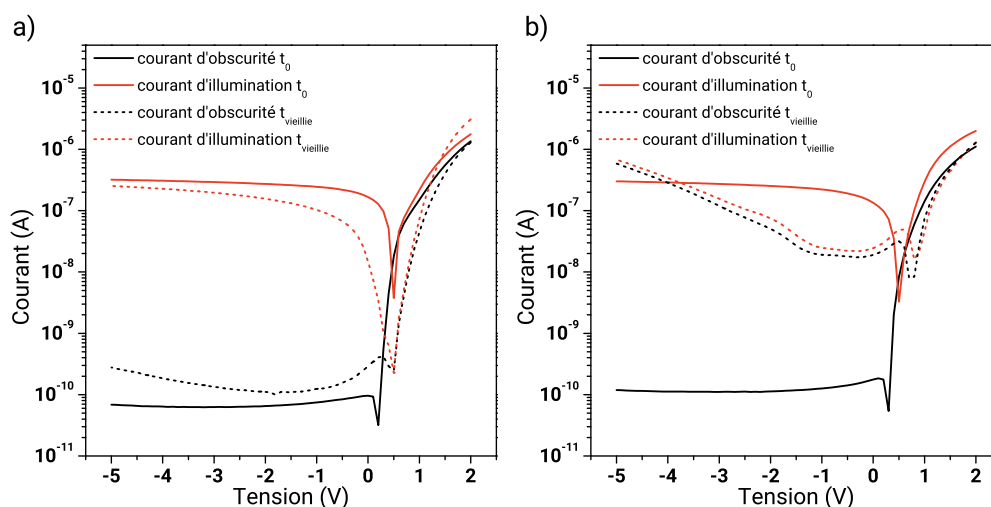 a)
courant d'obscurité t0
courant d'illumination t0
courant d'obscurité tvieillie
courant d'illumination tvieillie
10-5
10-6
10-7
10-8
10-9
10-10
10-11
Courant (A)
-5 -4 -3 -2 -1 0 1 2
Tension (V)
b)
courant d'obscurité t0
courant d'illumination t0
courant d'obscurité tvieillie
courant d'illumination tvieillie
10-5
10-6
10-7
10-8
10-9
10-10
10-11
Courant (A)
-5 -4 -3 -2 -1 0 1 2
Tension (V)